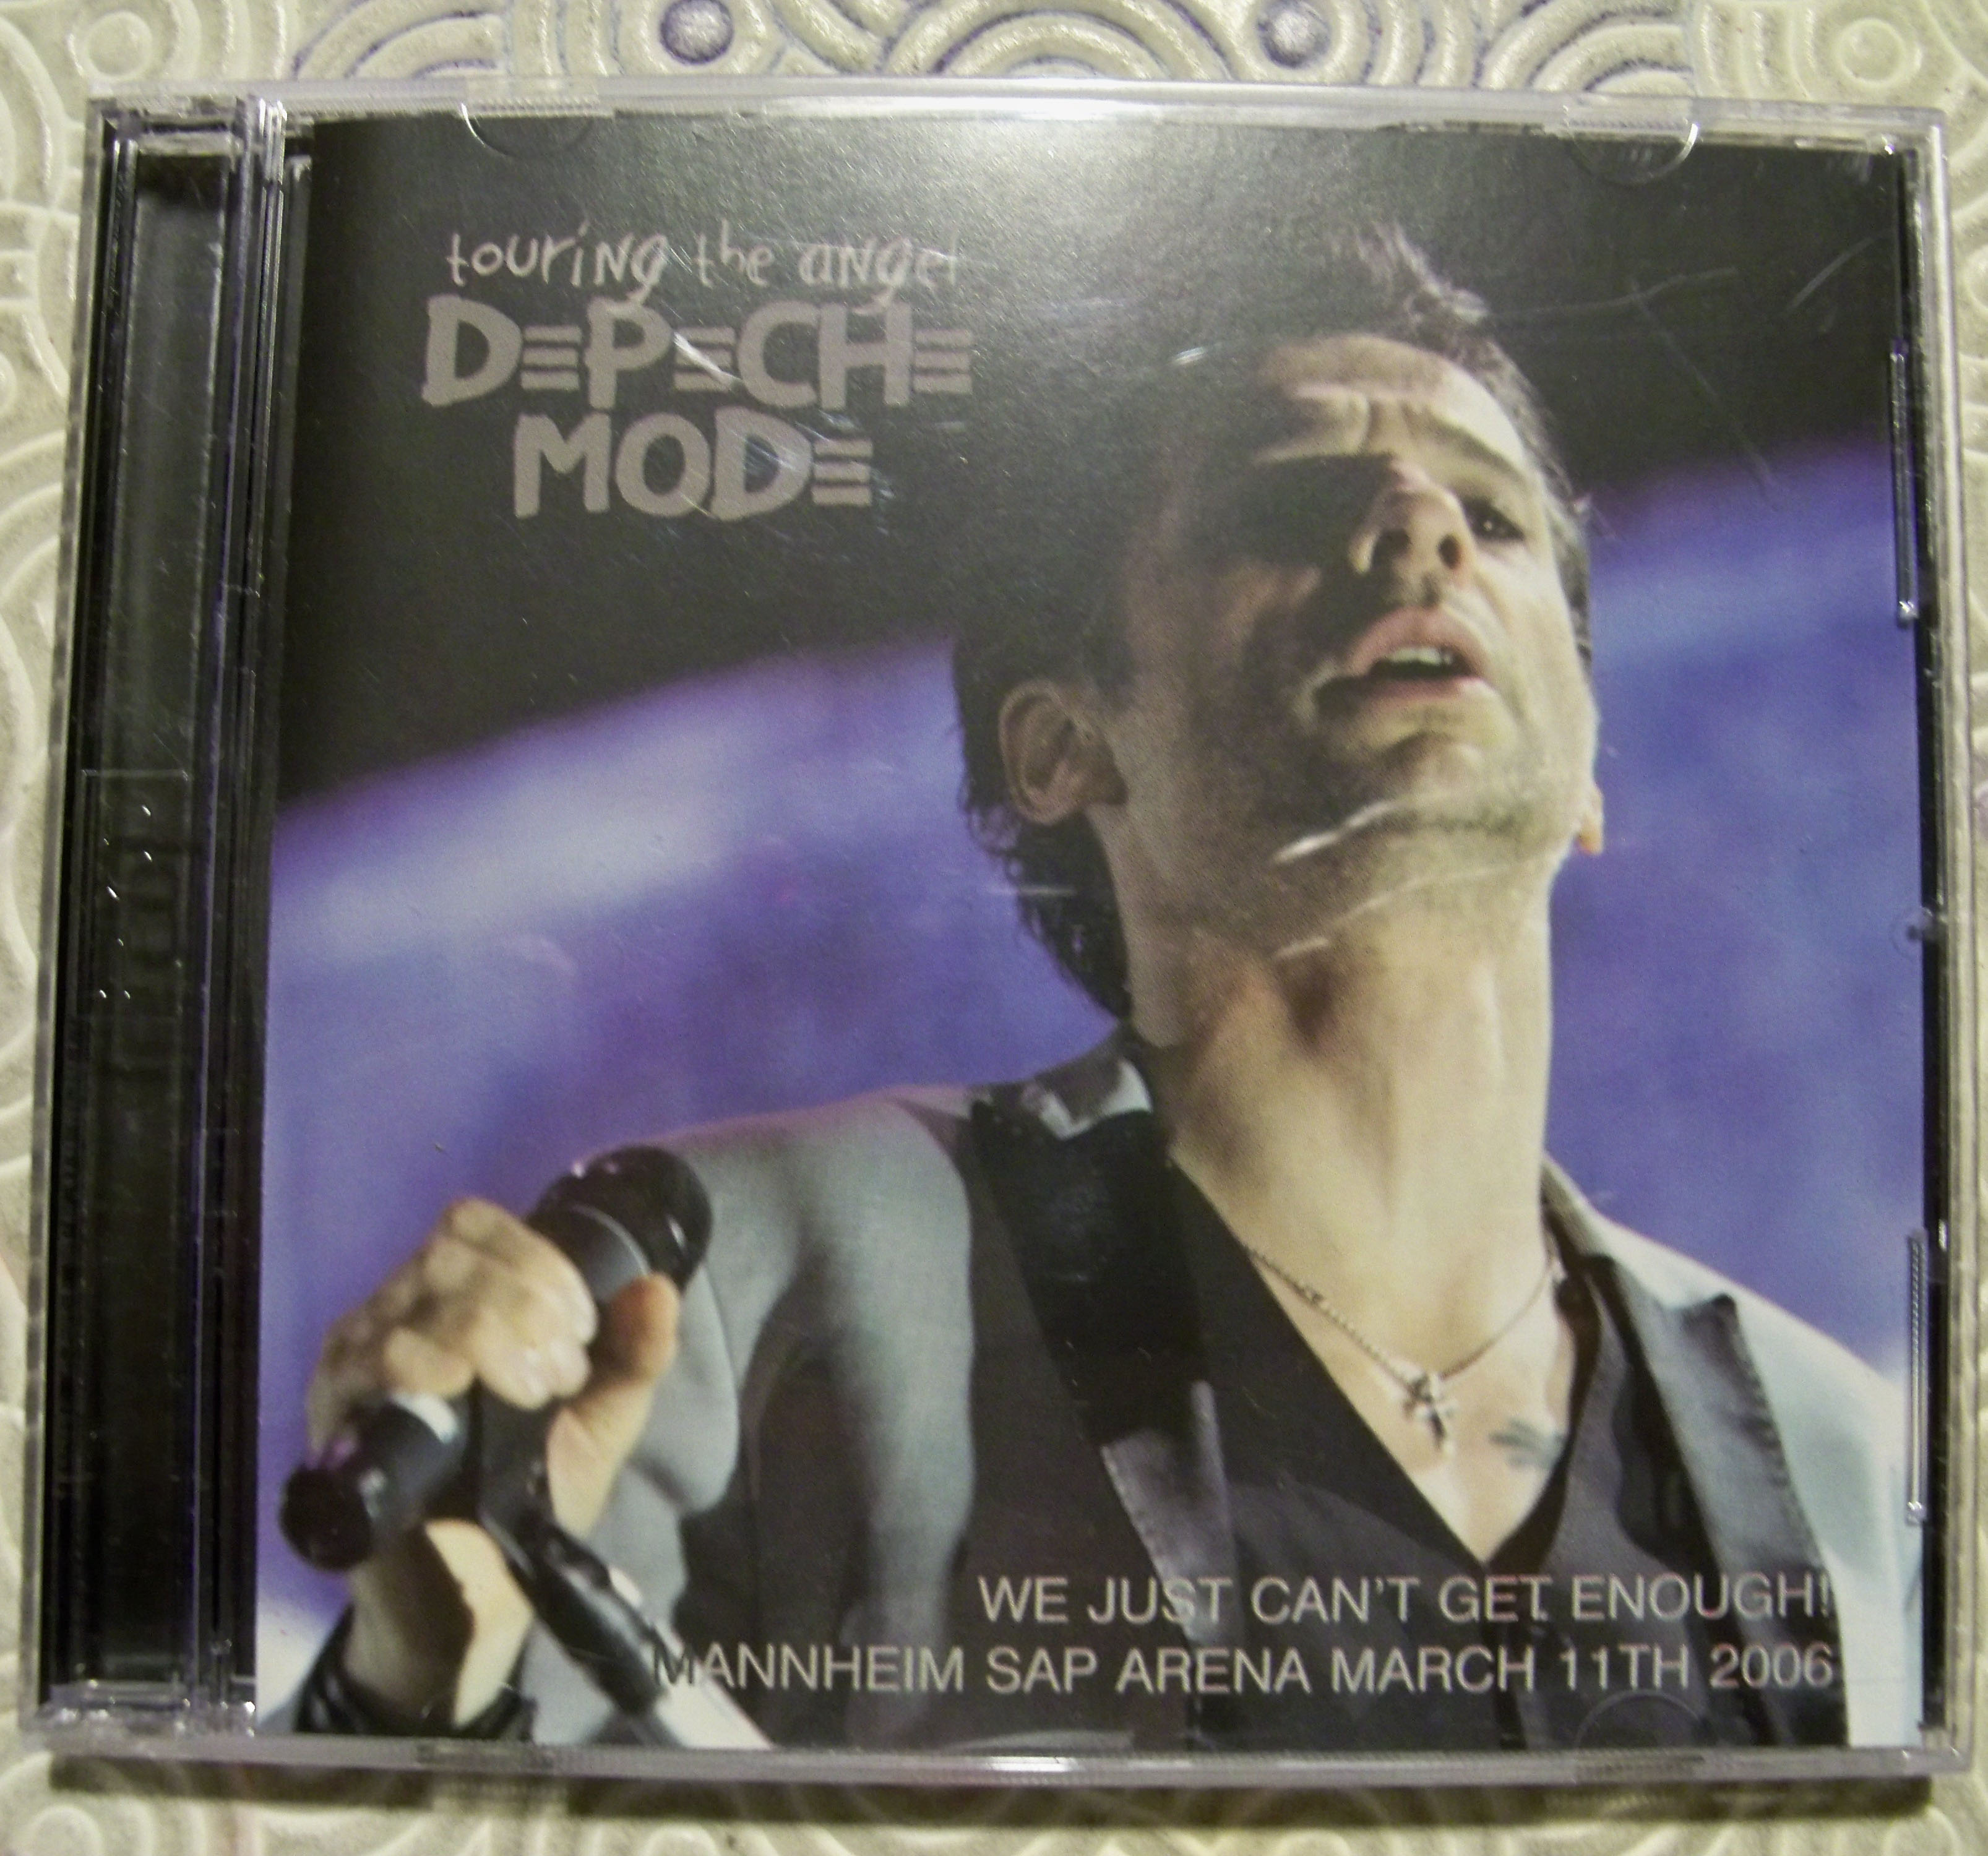 touring the angel
DEPECHE
MODE
WE JUST CAN'T GET ENOUGH!
MANNHEIM SAP ARENA MARCH 11TH 2006